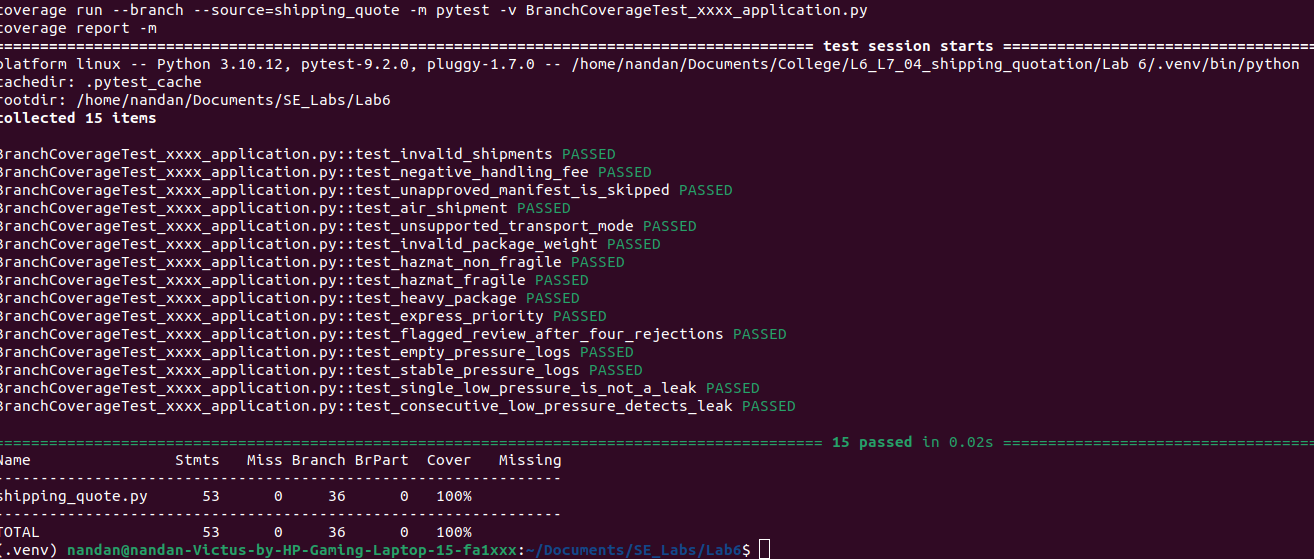 coverage run --branch --source=shipping_quote -m pytest -v BranchCoverageTest_xxxx_application.py
coverage report -m
============================================================================================ test session starts ===================================
platform linux -- Python 3.10.12, pytest-9.2.0, pluggy-1.7.0 -- /home/nandan/Documents/College/L6_L7_04_shipping_quotation/Lab 6/.venv/bin/python
cachedir: .pytest_cache
rootdir: /home/nandan/Documents/SE_Labs/Lab6
collected 15 items
BranchCoverageTest_xxxx_application.py::test_invalid_shipments PASSED
BranchCoverageTest_xxxx_application.py::test_negative_handling_fee PASSED
BranchCoverageTest_xxxx_application.py::test_unapproved_manifest_is_skipped PASSED
BranchCoverageTest_xxxx_application.py::test_air_shipment PASSED
BranchCoverageTest_xxxx_application.py::test_unsupported_transport_mode PASSED
BranchCoverageTest_xxxx_application.py::test_invalid_package_weight PASSED
BranchCoverageTest_xxxx_application.py::test_hazmat_non_fragile PASSED
BranchCoverageTest_xxxx_application.py::test_hazmat_fragile PASSED
BranchCoverageTest_xxxx_application.py::test_heavy_package PASSED
BranchCoverageTest_xxxx_application.py::test_express_priority PASSED
BranchCoverageTest_xxxx_application.py::test_flagged_review_after_four_rejections PASSED
BranchCoverageTest_xxxx_application.py::test_empty_pressure_logs PASSED
BranchCoverageTest_xxxx_application.py::test_stable_pressure_logs PASSED
BranchCoverageTest_xxxx_application.py::test_single_low_pressure_is_not_a_leak PASSED
BranchCoverageTest_xxxx_application.py::test_consecutive_low_pressure_detects_leak PASSED
============================================================================================= 15 passed in 0.02s ===================================
Name                Stmts   Miss Branch BrPart  Cover   Missing
---------------------------------------------------------------
shipping_quote.py      53      0     36      0   100%
---------------------------------------------------------------
TOTAL                  53      0     36      0   100%
(.venv) nandan@nandan-Victus-by-HP-Gaming-Laptop-15-fa1xxx:~/Documents/SE_Labs/Lab6$